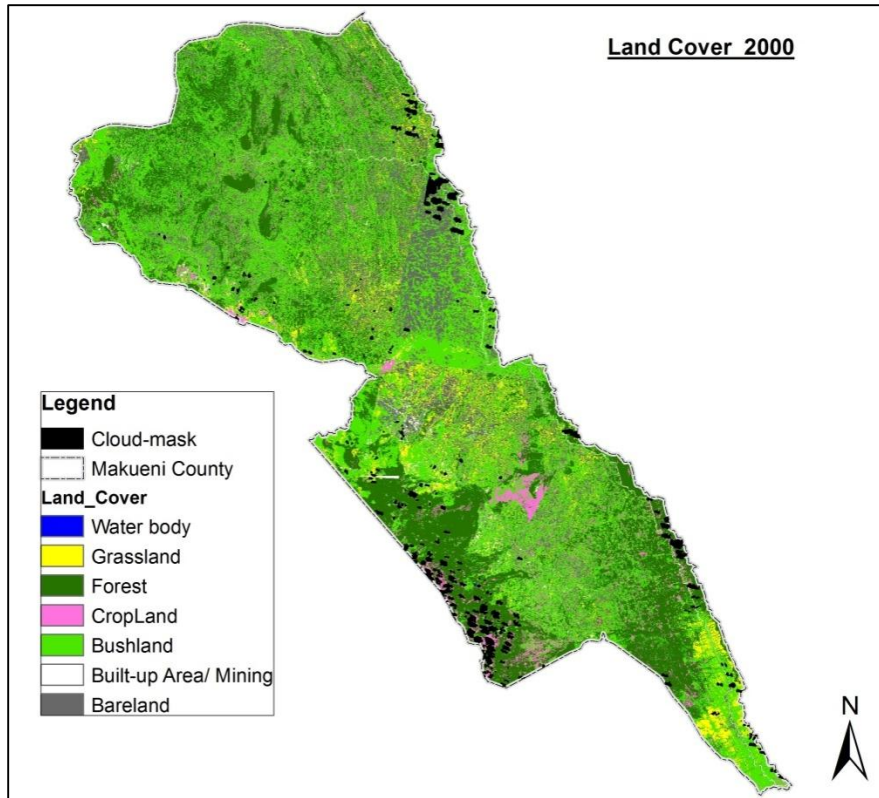 Land Cover 2000
Legend
Cloud-mask
Makueni County
Land_Cover
Water body
Grassland
Forest
CropLand
Bushland
Built-up Area/ Mining
Bareland
N